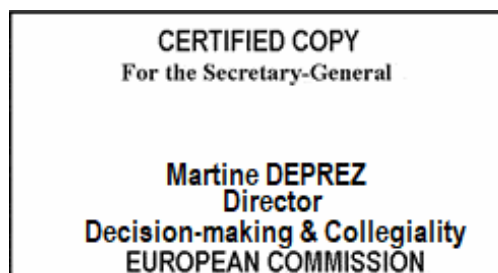 CERTIFIED COPY
For the Secretary-General
Martine DEPREZ
Director
Decision-making & Collegiality
EUROPEAN COMMISSION